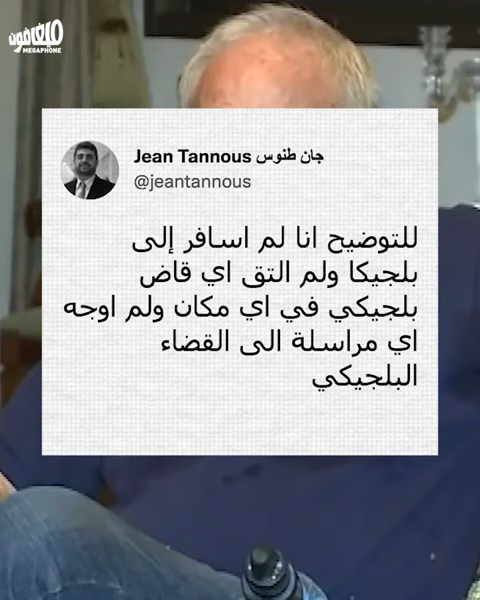 ميغافون
MEGAPHONE
Jean Tannous جان طنوس
@jeantannous
للتوضيح انا لم اسافر إلى
بلجيكا ولم التق اي قاض
بلجيكي في اي مكان ولم اوجه
اي مراسلة الى القضاء
البلجيكي